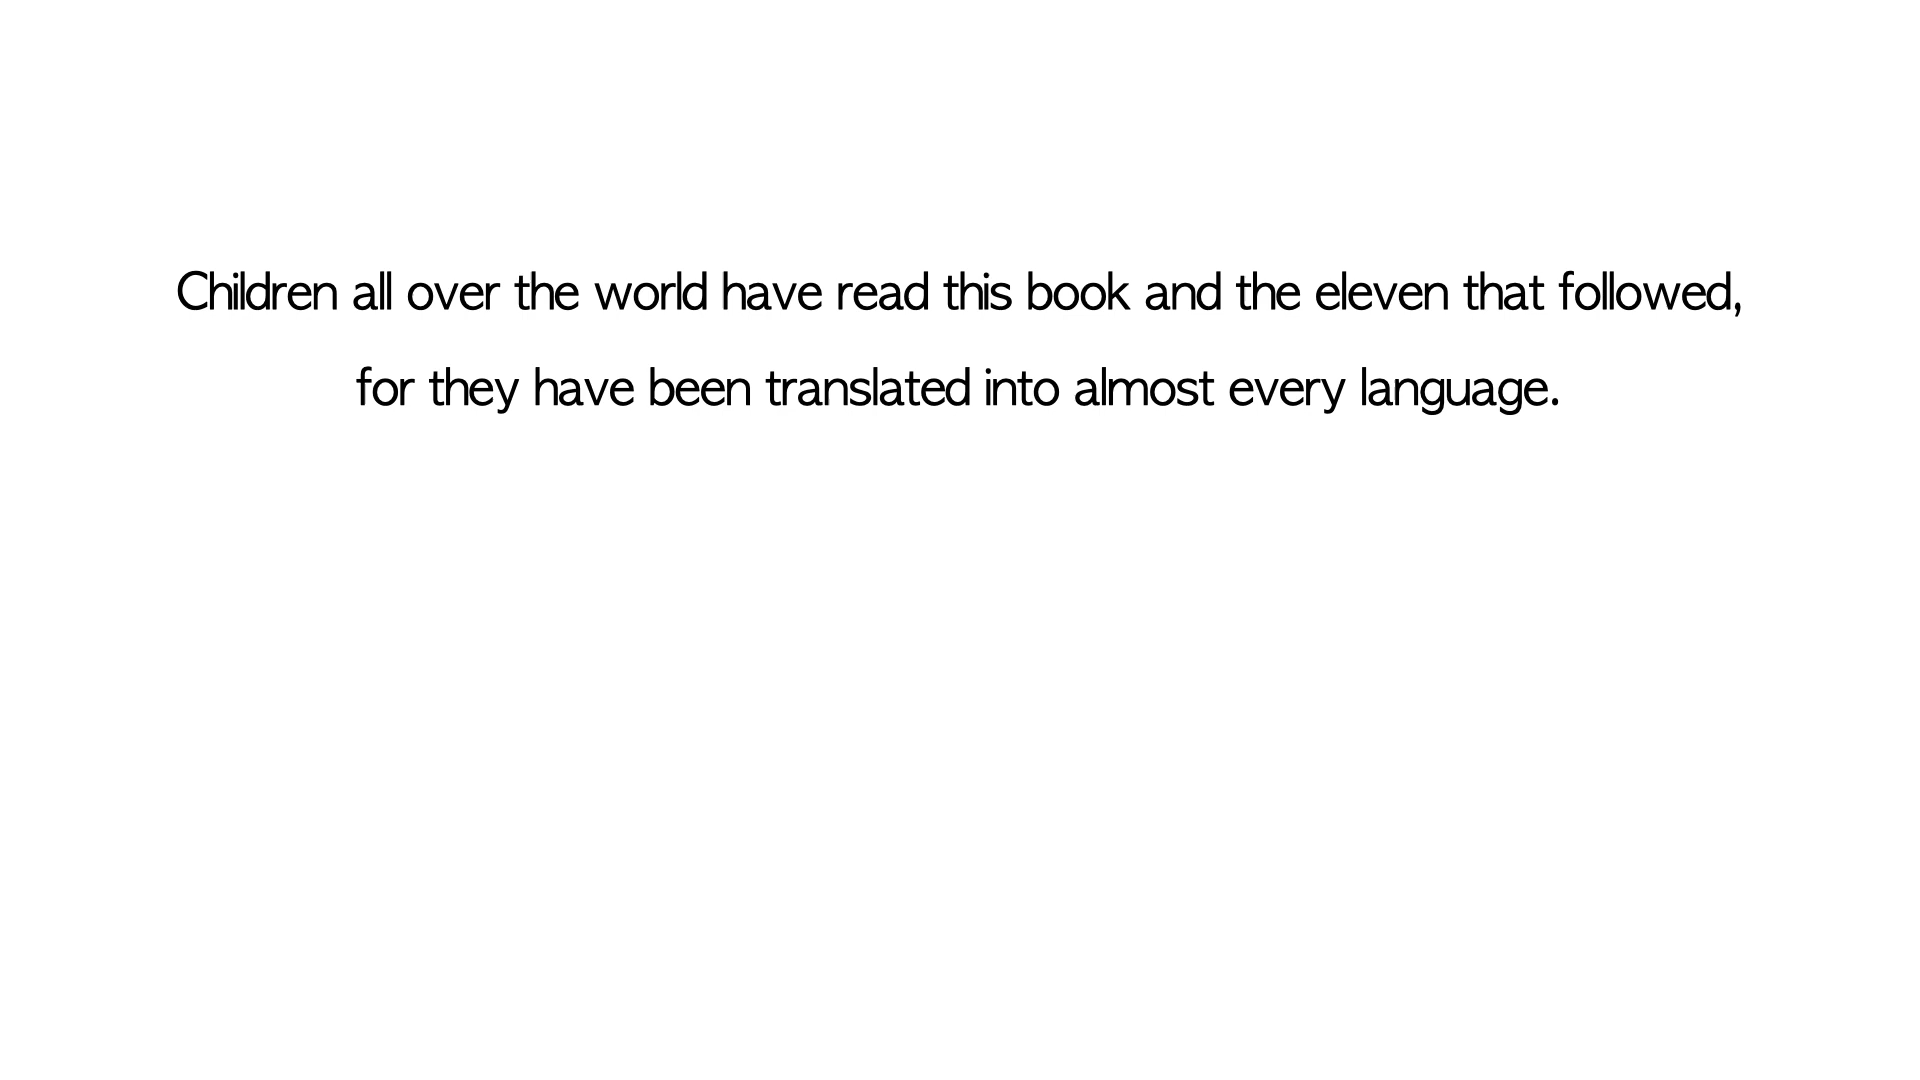 Children all over the world have read this book and the eleven that followed,
for they have been translated into almost every language.